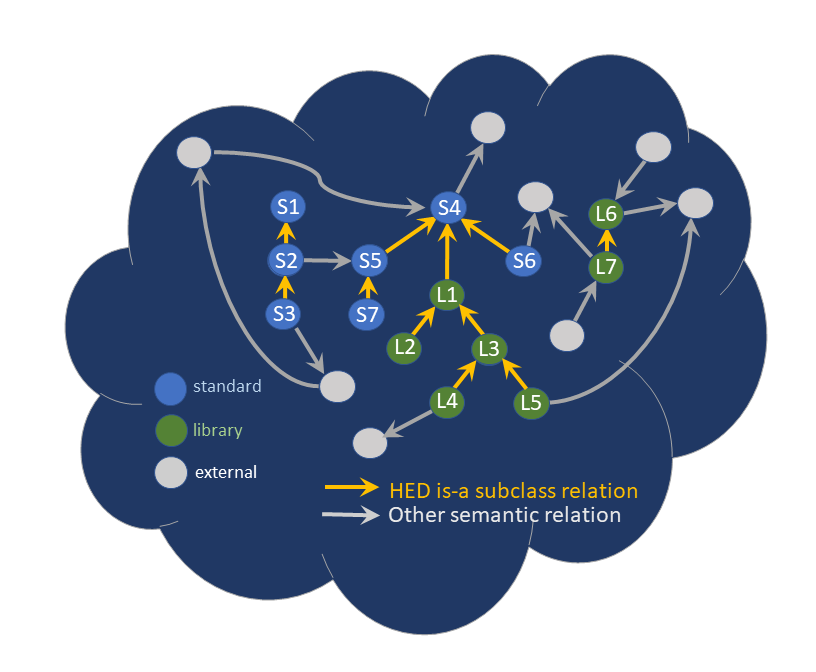 S1
S4
L6
S2
S5
S6
L7
S3
S7
L1
L2
L3
L4
L5
standard
library
external
HED is-a subclass relation
Other semantic relation